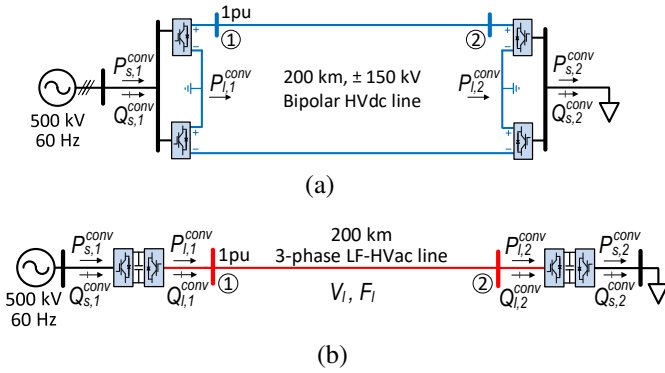 1pu
① ②
P_{s,1}^{conv} P_{s,2}^{conv}
Q_{s,1}^{conv} P_{l,1}^{conv} 200 km, ± 150 kV P_{l,2}^{conv} Q_{s,2}^{conv}
Bipolar HVdc line
500 kV
60 Hz
(a)
P_{s,1}^{conv} P_{l,1}^{conv} 1pu 200 km P_{l,2}^{conv} P_{s,2}^{conv}
3-phase LF-HVac line
Q_{s,1}^{conv} Q_{l,1}^{conv} ① V_l, F_l ② Q_{l,2}^{conv} Q_{s,2}^{conv}
500 kV
60 Hz
(b)